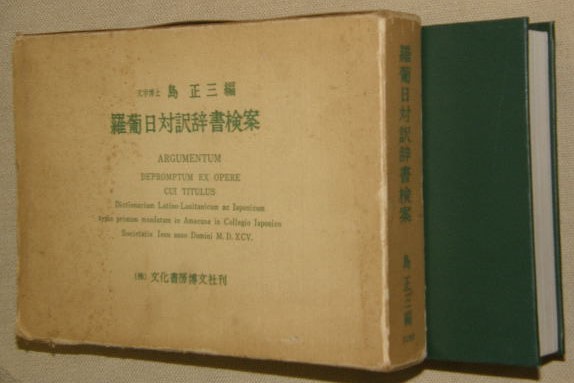 文学博士 島 正三編
羅葡日対訳辞書検案
ARGUMENTUM
DEPROMPTUM EX OPERE
CUI TITULUS
Dictionarium Latino-Lusitanicum ac Iaponicum
typis primum mandatum in Amacusa in Collegio Iaponico
Societatis Iesu anno Domini M.D.XCV.
(株) 文化書房博文社刊
羅葡日対訳辞書検案 島 正三編